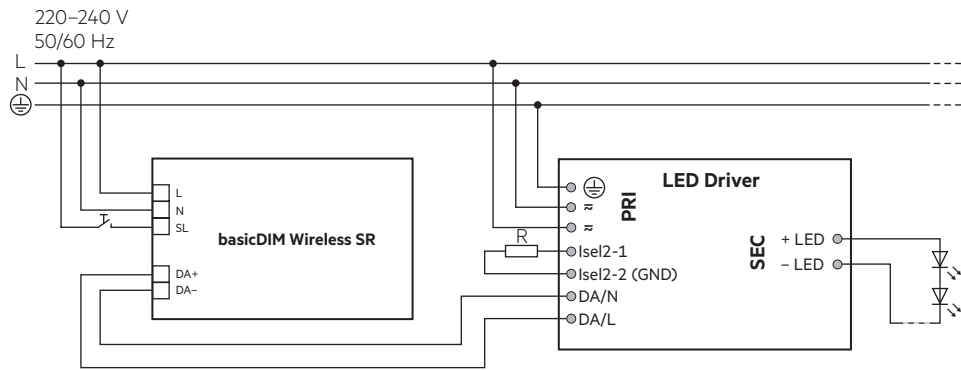 220–240 V
50/60 Hz
L
N
L
N
SL
basicDIM Wireless SR
DA+
DA–
LED Driver
PRI
≂
≂
R
Isel2-1
Isel2-2 (GND)
DA/N
DA/L
SEC
+ LED
– LED